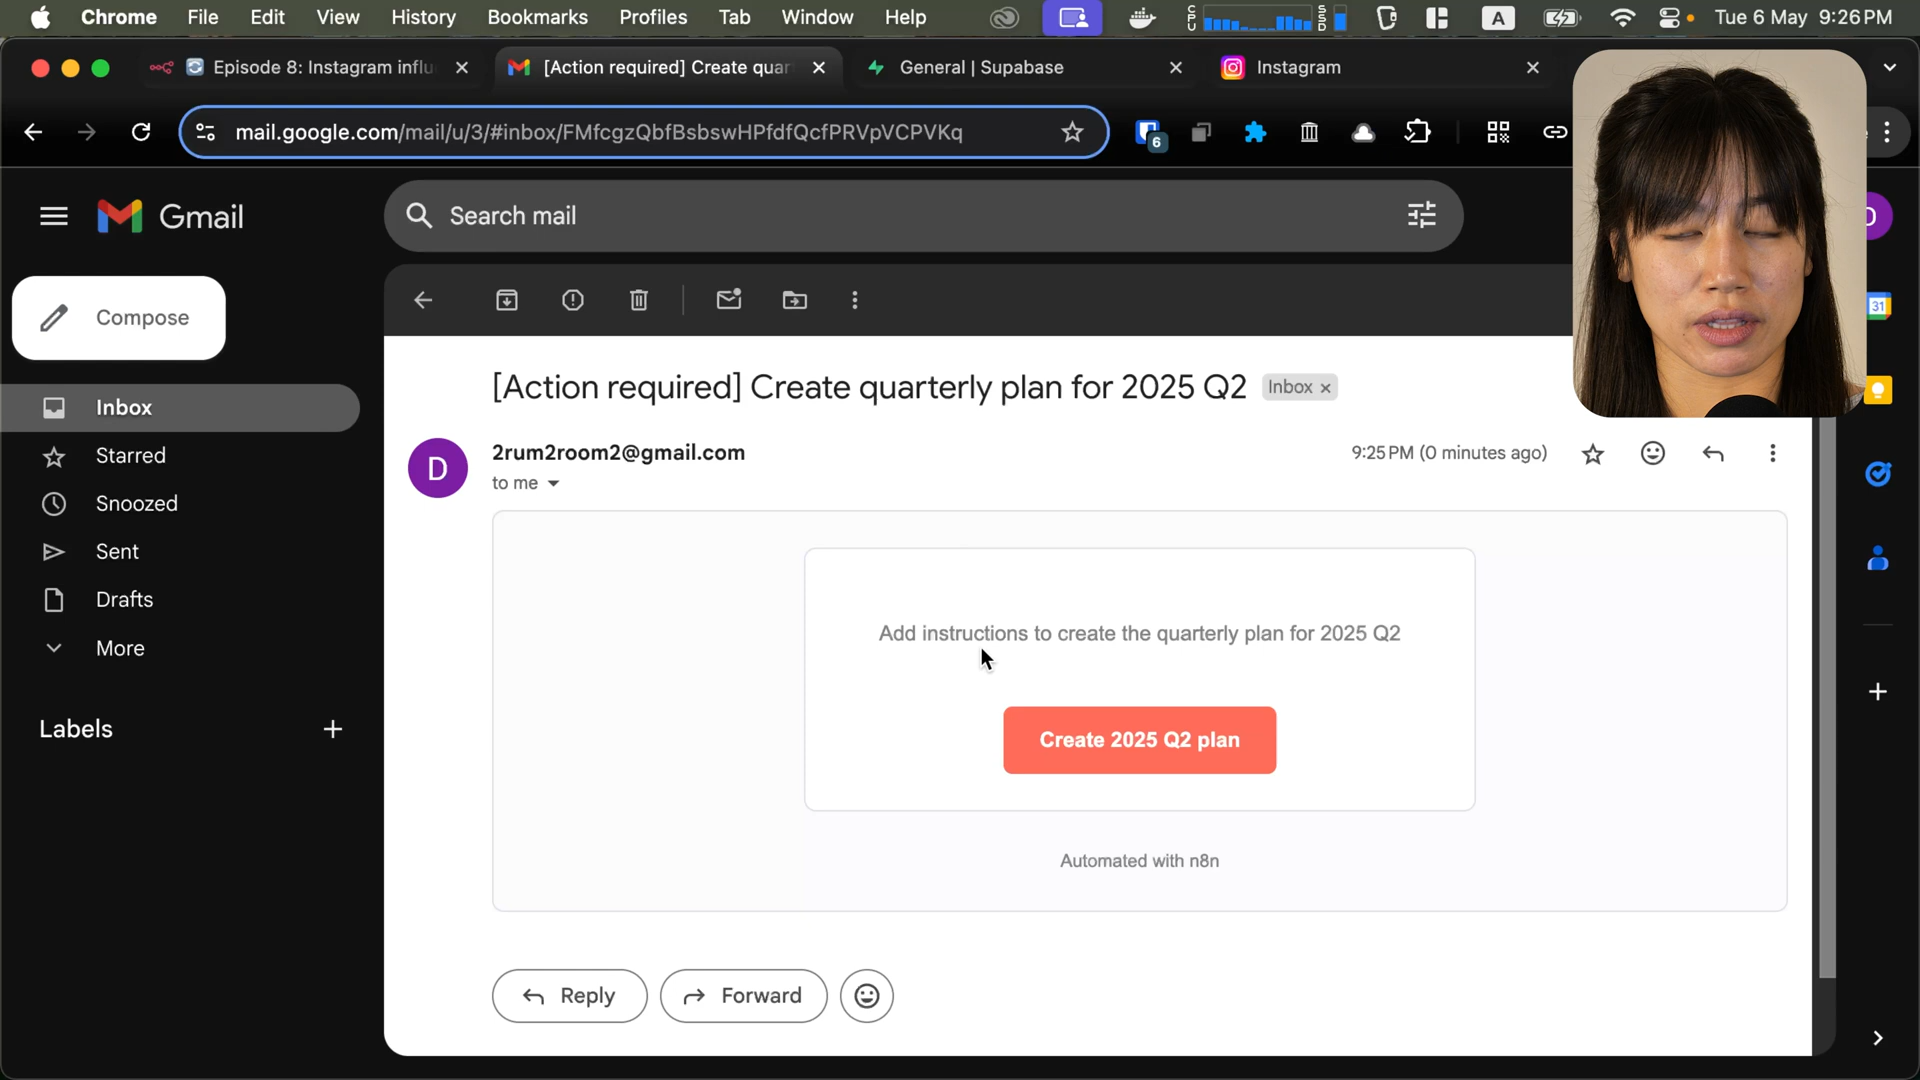 Chrome File Edit View History Bookmarks Profiles Tab Window Help CPU SSD A Tue 6 May 9:26 PM
Episode 8: Instagram influ [Action required] Create quar General | Supabase Instagram
mail.google.com/mail/u/3/#inbox/FMfcgzQbfBsbswHPfdfQcfPRVpVCPVKq 6
Gmail
Search mail
Compose
31
[Action required] Create quarterly plan for 2025 Q2 Inbox
Inbox
D
2rum2room2@gmail.com 9:25 PM (0 minutes ago)
to me
Starred
Snoozed
Sent
Drafts
More
Add instructions to create the quarterly plan for 2025 Q2
Labels
Create 2025 Q2 plan
Automated with n8n
Reply Forward